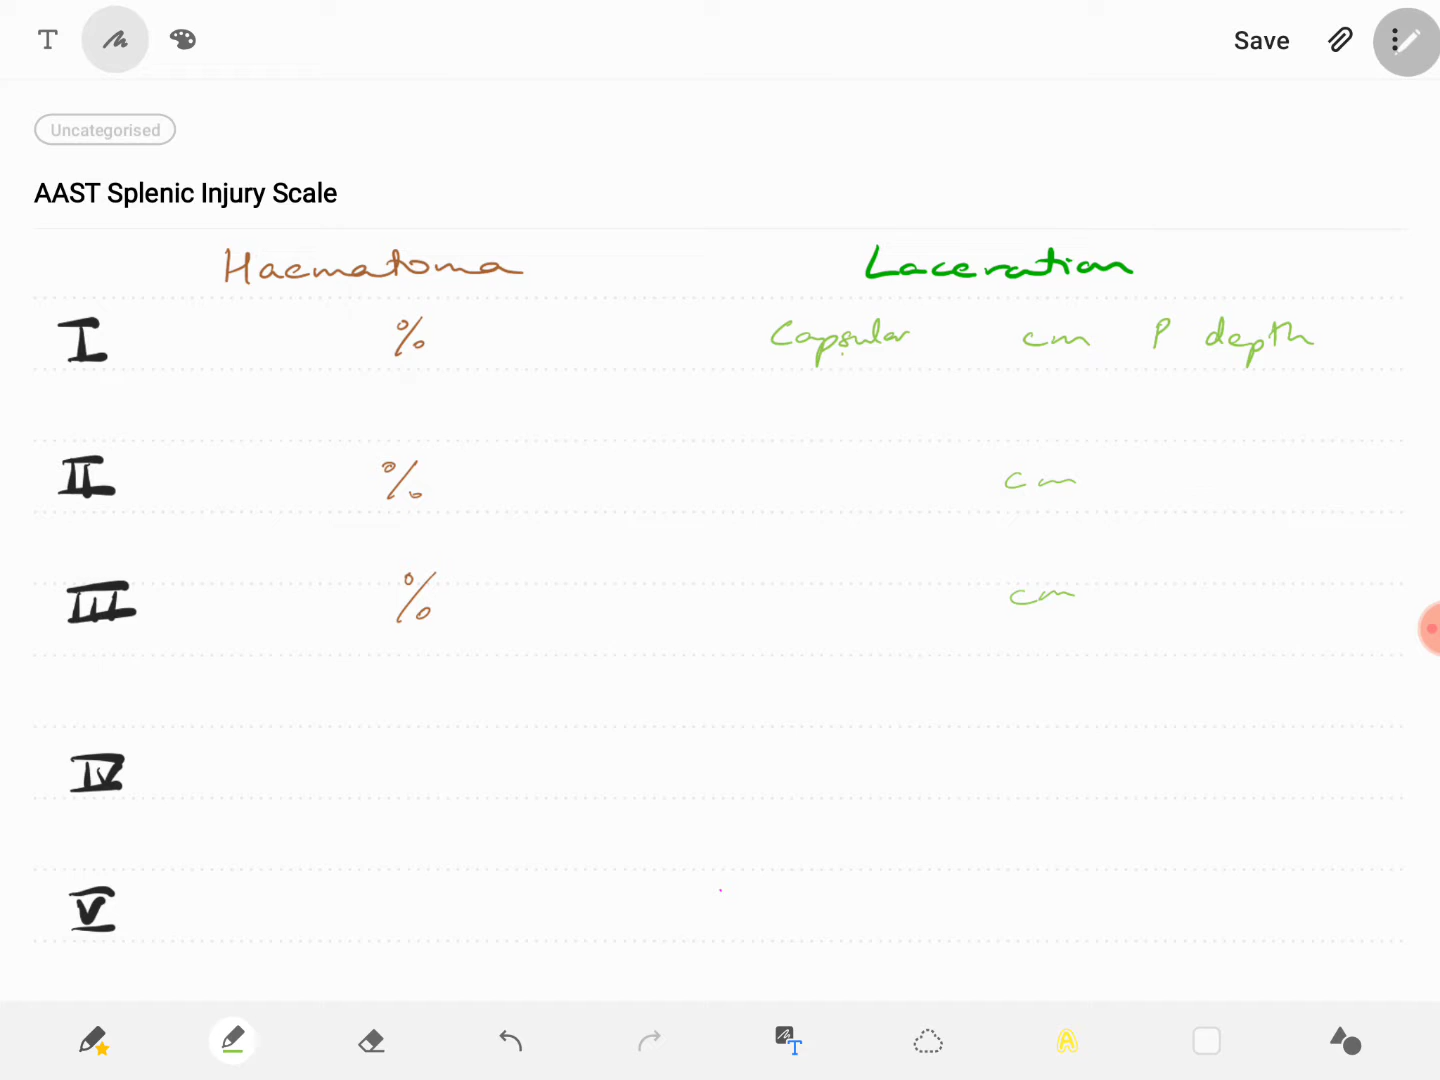 T Save
Uncategorised
AAST Splenic Injury Scale
Haematoma Laceration
I % Capsular cm P depth
II % cm
III % cm
IV
V
T A